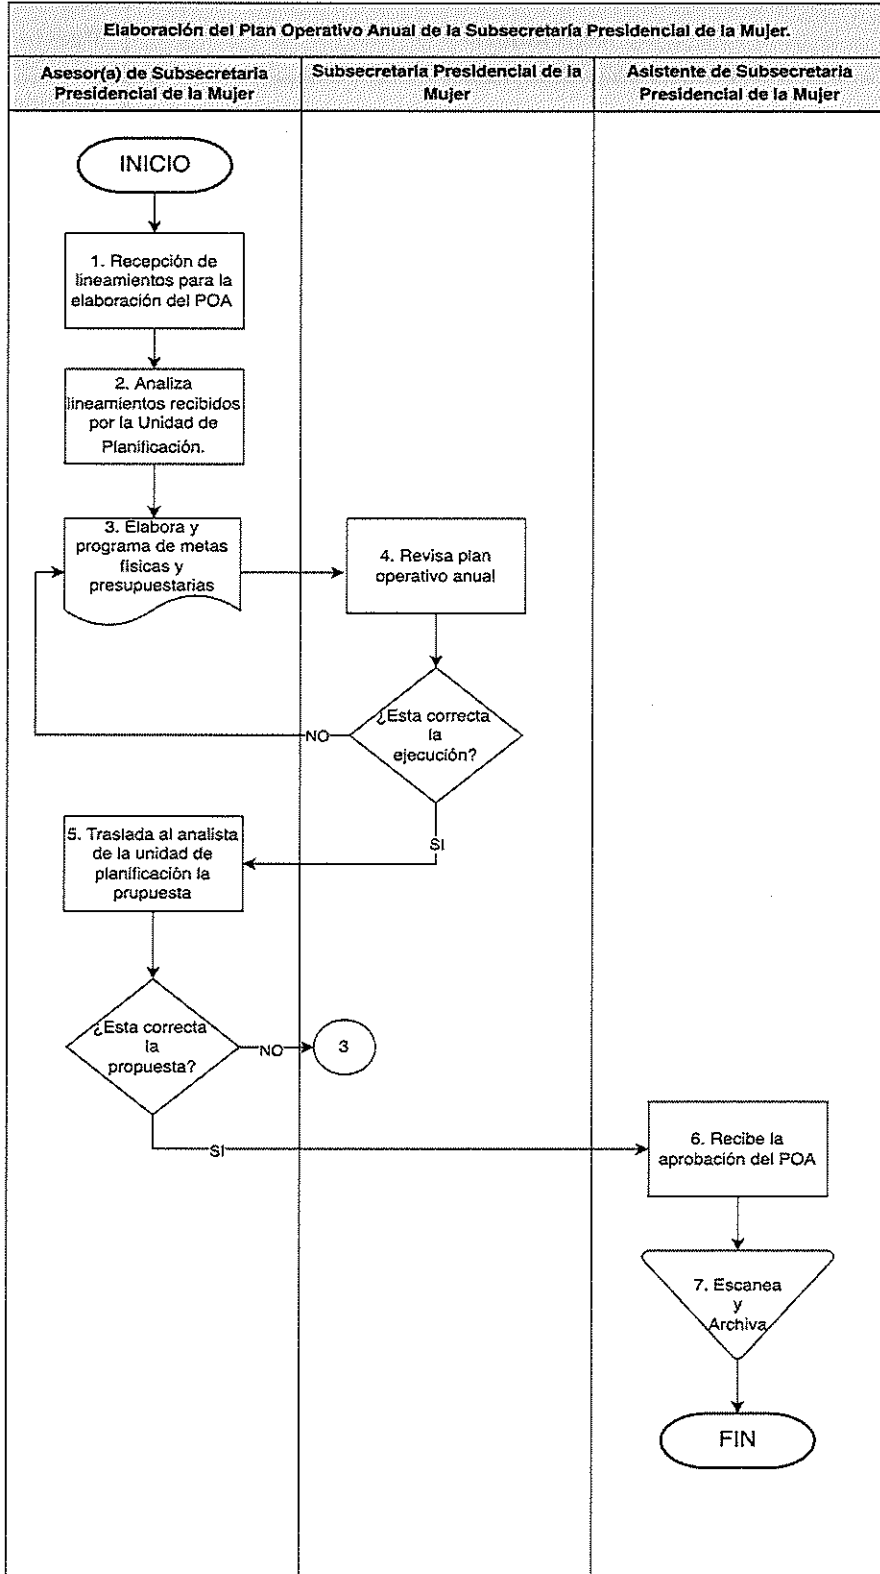 Elaboración del Plan Operativo Anual de la Subsecretaría Presidencial de la Mujer.
Asesor(a) de Subsecretaria
Presidencial de la Mujer
Subsecretaria Presidencial de la
Mujer
Asistente de Subsecretaria
Presidencial de la Mujer
INICIO
1. Recepción de
lineamientos para la
elaboración del POA
2. Analiza
lineamientos recibidos
por la Unidad de
Planificación.
3. Elabora y
programa de metas
físicas y
presupuestarias
4. Revisa plan
operativo anual
¿Esta correcta
la
ejecución?
NO
SI
5. Traslada al analista
de la unidad de
planificación la
prupuesta
¿Esta correcta
la
propuesta?
NO
3
SI
6. Recibe la
aprobación del POA
7. Escanea
y
Archiva
FIN